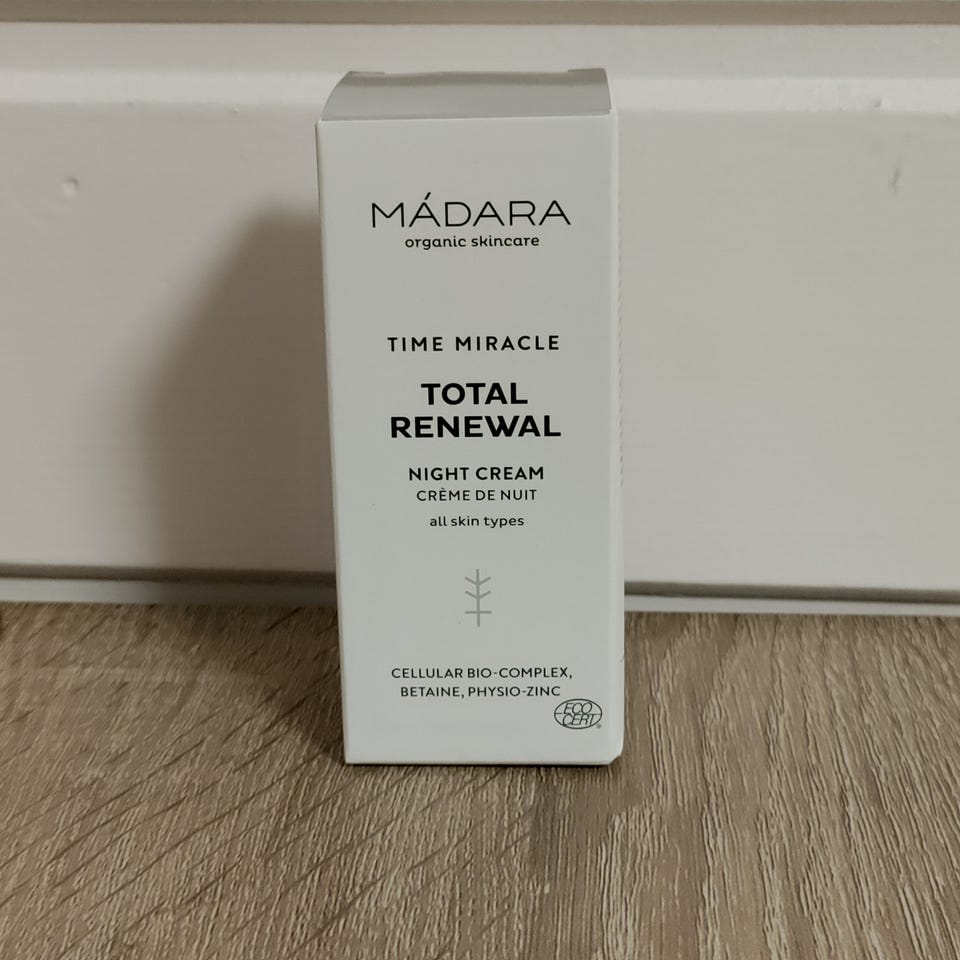 MÁDARA
organic skincare
TIME MIRACLE
TOTAL
RENEWAL
NIGHT CREAM
CRÈME DE NUIT
all skin types
CELLULAR BIO-COMPLEX,
BETAINE, PHYSIO-ZINC
ECO
CERT®